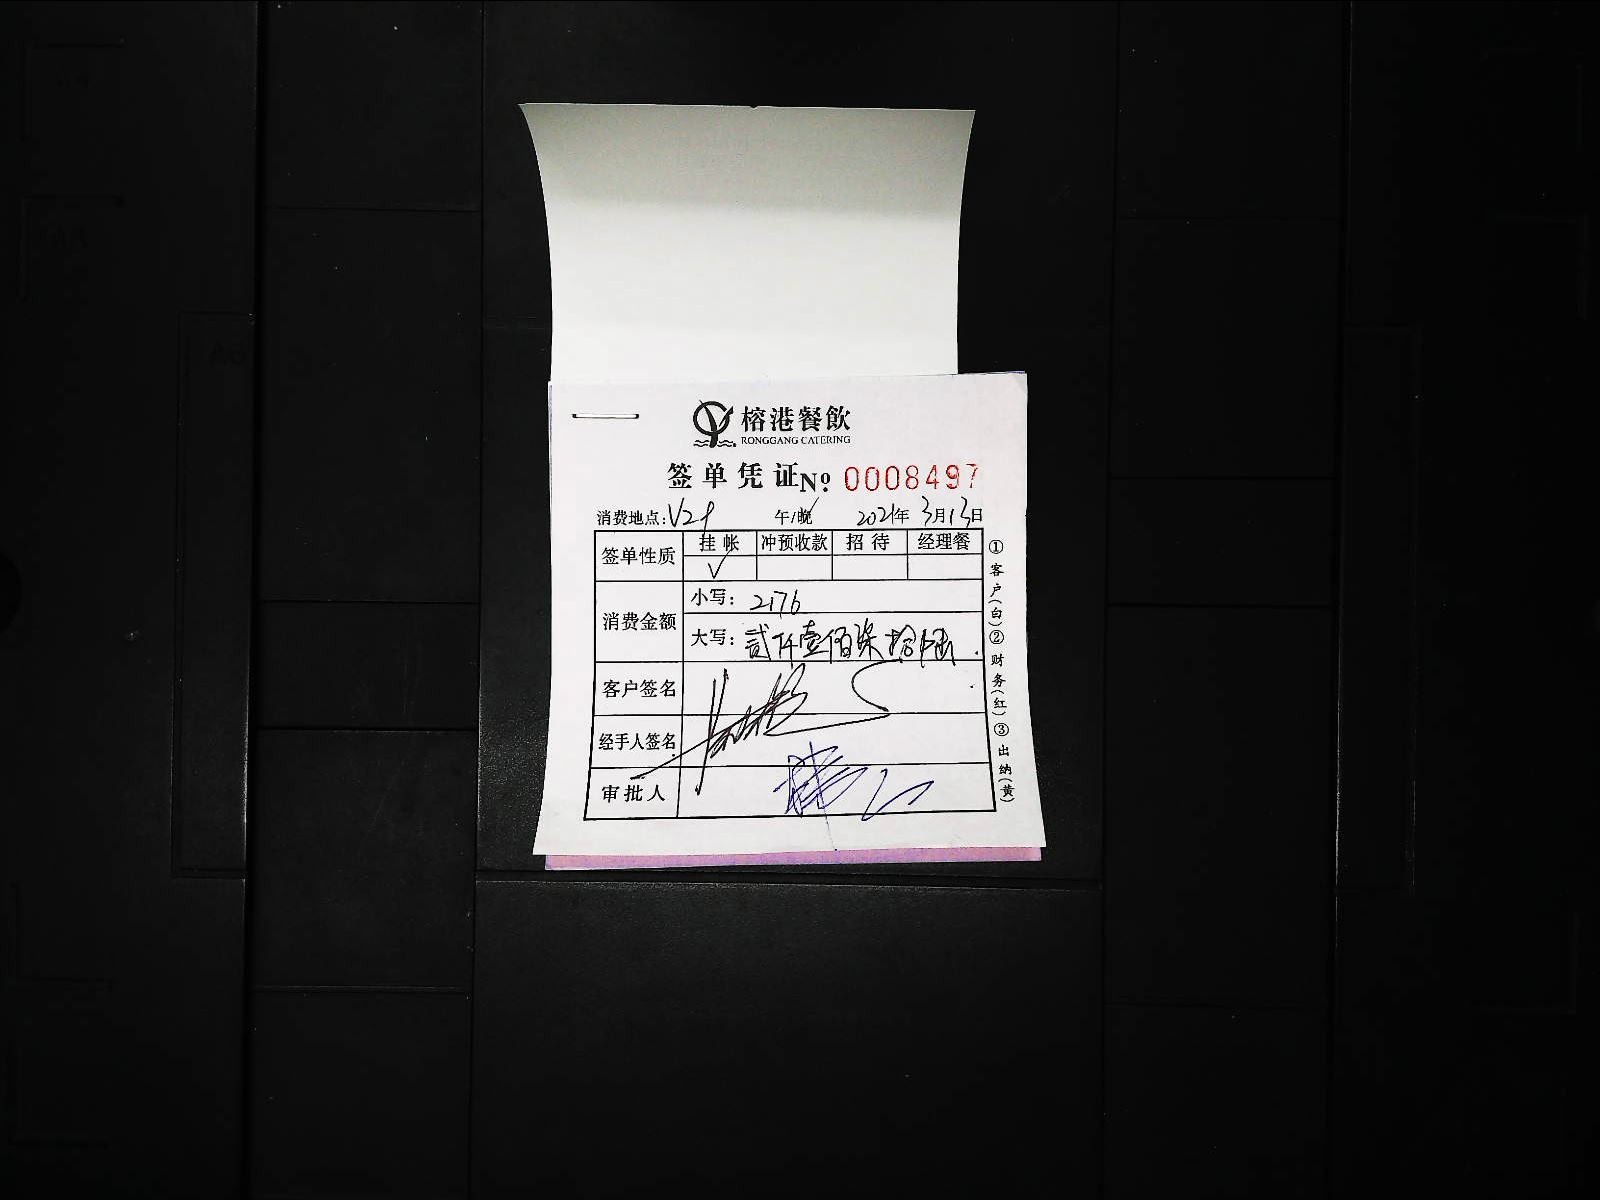 榕港餐飲
RONGGANG CATERING
签单凭证 Nº 0008497
消费地点: 午/晚 2021年3月13日
签单性质 挂帐 冲预收款 招待 经理餐
√
消费金额 小写: 2176
大写: 贰仟壹佰柒拾陆
客户签名
经手人签名
审批人
①客户(白)②财务(红)③出纳(黄)